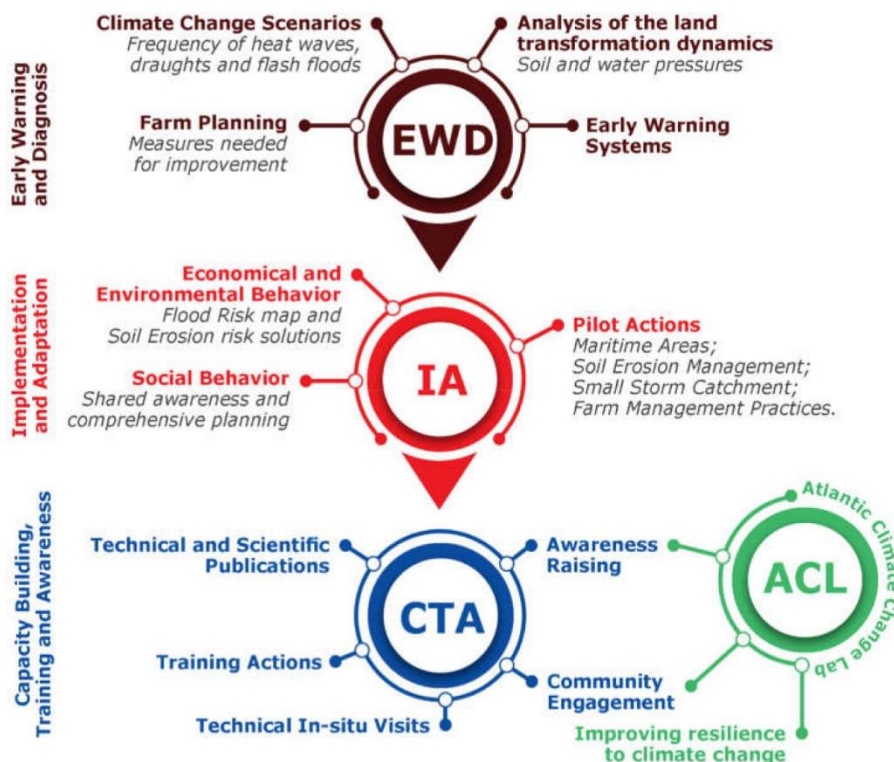 Early Warning
and Diagnosis
Climate Change Scenarios
Frequency of heat waves,
draughts and flash floods
Analysis of the land
transformation dynamics
Soil and water pressures
Farm Planning
Measures needed
for improvement
EWD
Early Warning
Systems
Implementation
and Adaptation
Economical and
Environmental Behavior
Flood Risk map and
Soil Erosion risk solutions
Social Behavior
Shared awareness and
comprehensive planning
IA
Pilot Actions
Maritime Areas;
Soil Erosion Management;
Small Storm Catchment;
Farm Management Practices.
Capacity Building,
Training and Awareness
Technical and Scientific
Publications
Training Actions
Technical In-situ Visits
CTA
Awareness
Raising
Community
Engagement
ACL
Atlantic Climate Change Lab
Improving resilience
to climate change